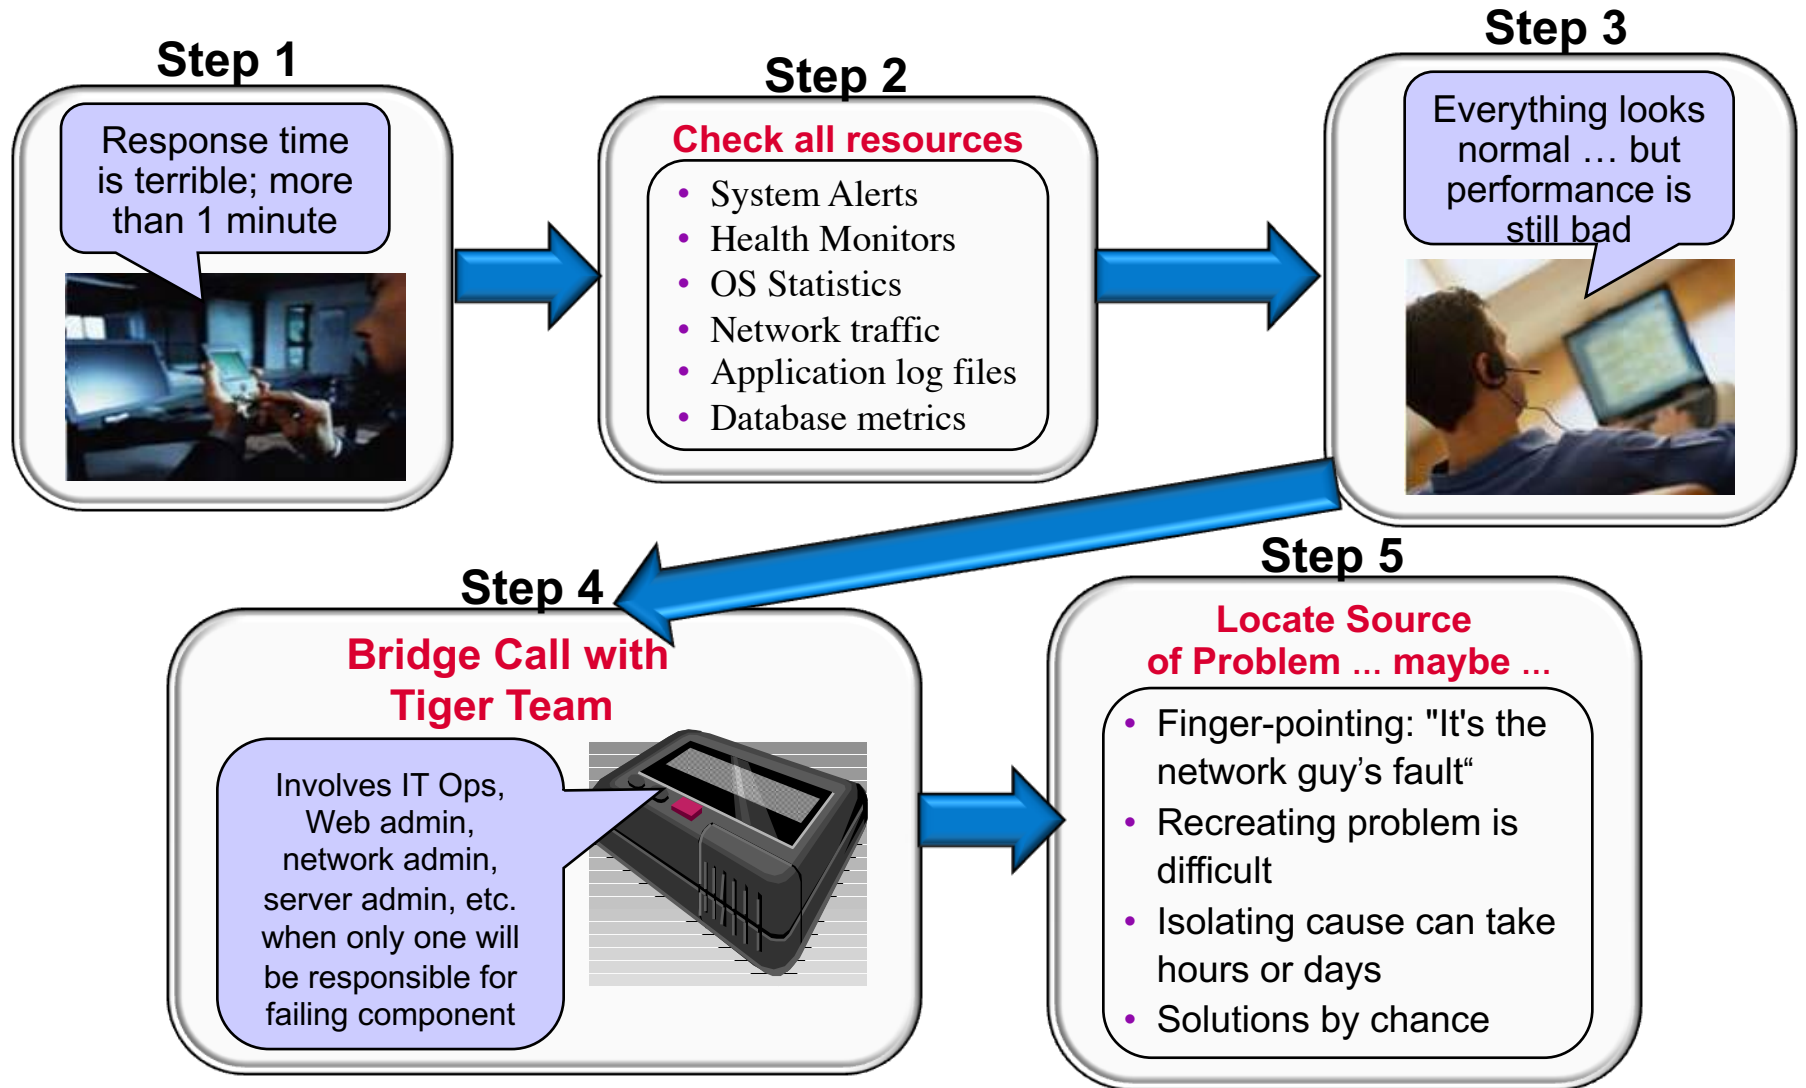 Step 1
Response time
is terrible; more
than 1 minute
Step 2
Check all resources
• System Alerts
• Health Monitors
• OS Statistics
• Network traffic
• Application log files
• Database metrics
Step 3
Everything looks
normal … but
performance is
still bad
Step 4
Bridge Call with
Tiger Team
Involves IT Ops,
Web admin,
network admin,
server admin, etc.
when only one will
be responsible for
failing component
Step 5
Locate Source
of Problem … maybe …
• Finger-pointing: "It's the
network guy’s fault“
• Recreating problem is
difficult
• Isolating cause can take
hours or days
• Solutions by chance